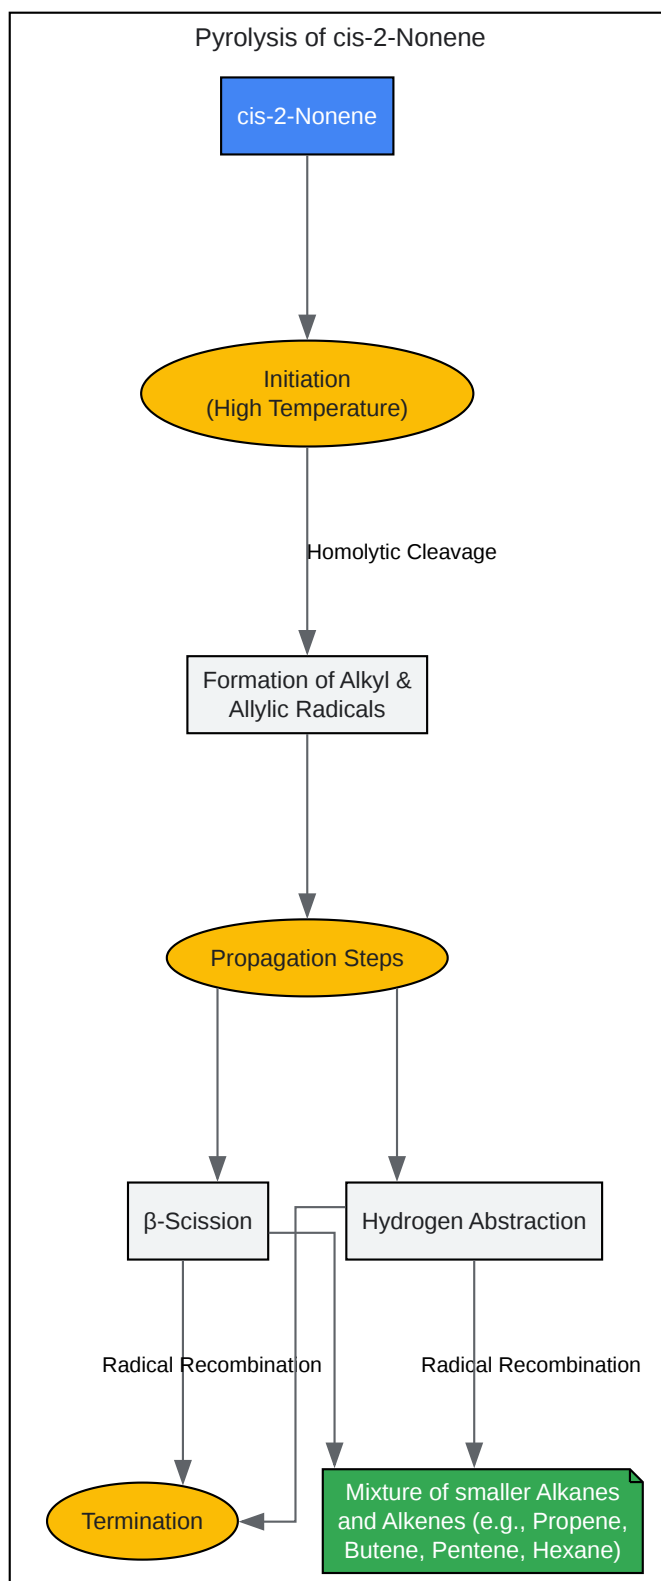 Pyrolysis of cis-2-Nonene
cis-2-Nonene
Initiation
(High Temperature)
Homolytic Cleavage
Formation of Alkyl &
Allylic Radicals
Propagation Steps
β-Scission
Hydrogen Abstraction
Radical Recombination
Radical Recombination
Termination
Mixture of smaller Alkanes
and Alkenes (e.g., Propene,
Butene, Pentene, Hexane)